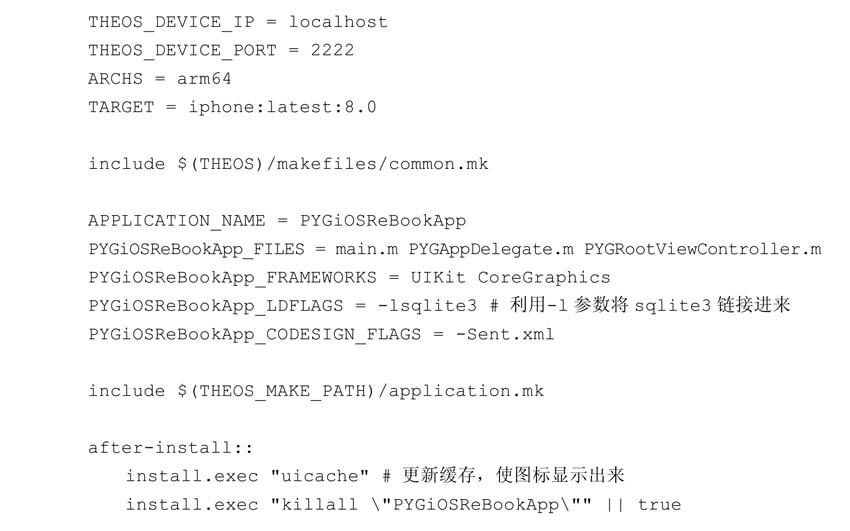 THEOS_DEVICE_IP = localhost
THEOS_DEVICE_PORT = 2222
ARCHS = arm64
TARGET = iphone:latest:8.0
include $(THEOS)/makefiles/common.mk
APPLICATION_NAME = PYGiOSReBookApp
PYGiOSReBookApp_FILES = main.m PYGAppDelegate.m PYGRootViewController.m
PYGiOSReBookApp_FRAMEWORKS = UIKit CoreGraphics
PYGiOSReBookApp_LDFLAGS = -lsqlite3 # 利用-l 参数将 sqlite3 链接进来
PYGiOSReBookApp_CODESIGN_FLAGS = -Sent.xml
include $(THEOS_MAKE_PATH)/application.mk
after-install::
install.exec "uicache" # 更新缓存，使图标显示出来
install.exec "killall \"PYGiOSReBookApp\"" || true